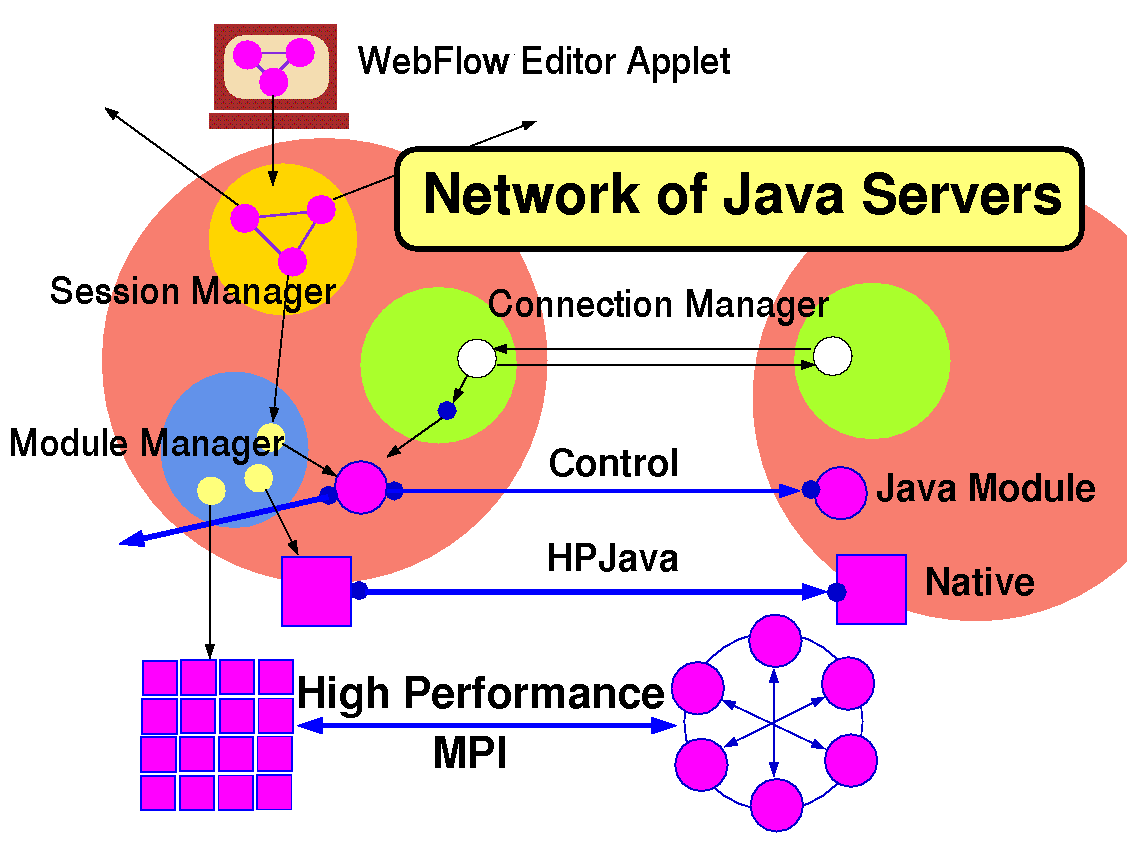 WebFlow Editor Applet
Network of Java Servers
Session Manager
Connection Manager
Module Manager
Control
Java Module
HPJava
Native
High Performance
MPI